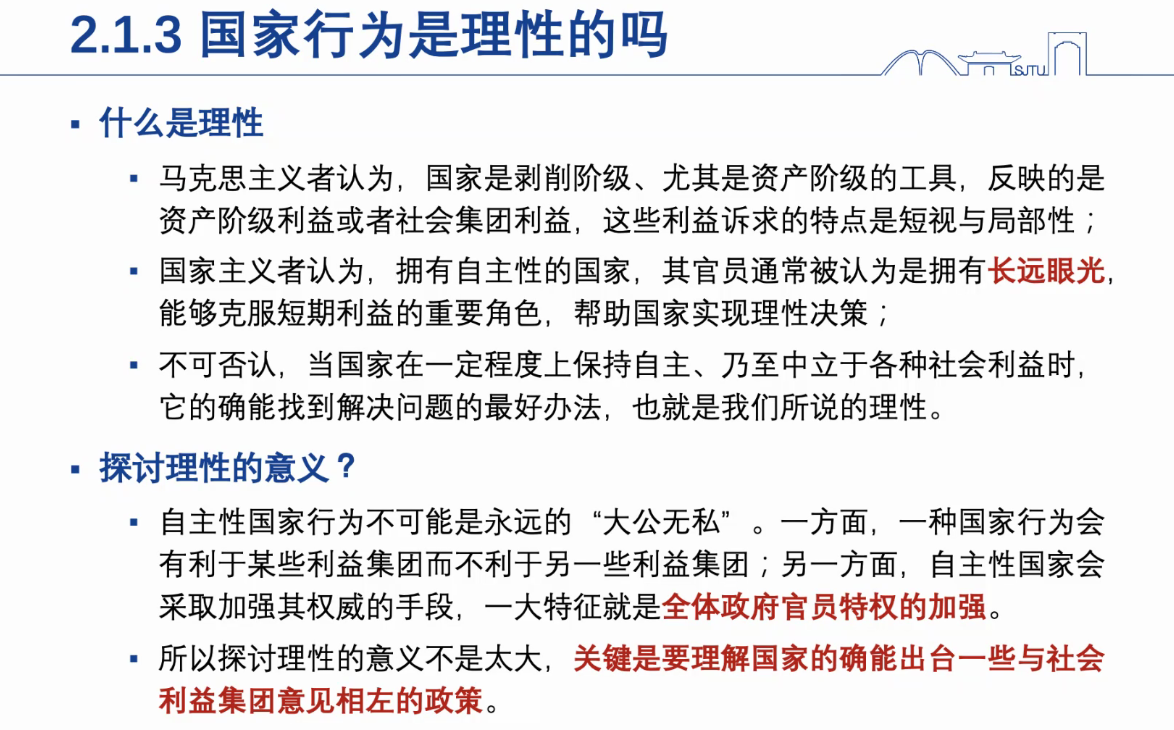 2.1.3 国家行为是理性的吗
SJTU
▪ 什么是理性
▪ 马克思主义者认为，国家是剥削阶级、尤其是资产阶级的工具，反映的是
资产阶级利益或者社会集团利益，这些利益诉求的特点是短视与局部性；
▪ 国家主义者认为，拥有自主性的国家，其官员通常被认为是拥有长远眼光，
能够克服短期利益的重要角色，帮助国家实现理性决策；
▪ 不可否认，当国家在一定程度上保持自主、乃至中立于各种社会利益时，
它的确能找到解决问题的最好办法，也就是我们所说的理性。
▪ 探讨理性的意义？
▪ 自主性国家行为不可能是永远的“大公无私”。一方面，一种国家行为会
有利于某些利益集团而不利于另一些利益集团；另一方面，自主性国家会
采取加强其权威的手段，一大特征就是全体政府官员特权的加强。
▪ 所以探讨理性的意义不是太大，关键是要理解国家的确能出台一些与社会
利益集团意见相左的政策。